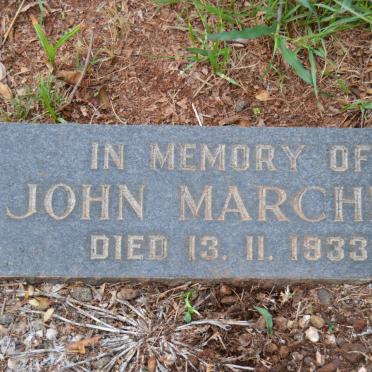 IN MEMORY OF
JOHN
DIED 13. 11. 1933